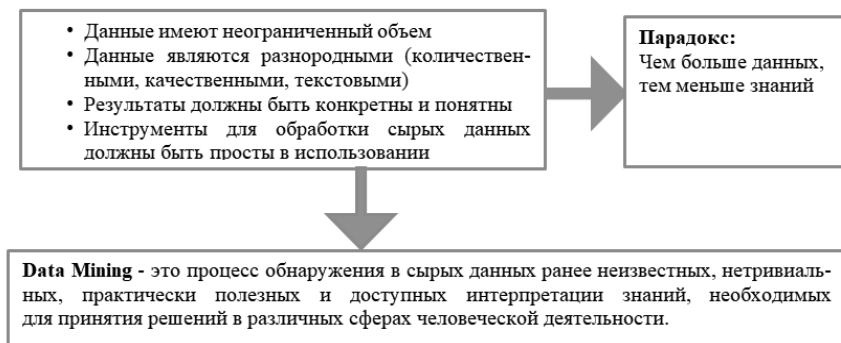 • Данные имеют неограниченный объем
• Данные являются разнородными (количествен-
ными, качественными, текстовыми)
• Результаты должны быть конкретны и понятны
• Инструменты для обработки сырых данных
должны быть просты в использовании
Парадокс:
Чем больше данных,
тем меньше знаний
Data Mining - это процесс обнаружения в сырых данных ранее неизвестных, нетривиаль-
ных, практически полезных и доступных интерпретации знаний, необходимых
для принятия решений в различных сферах человеческой деятельности.